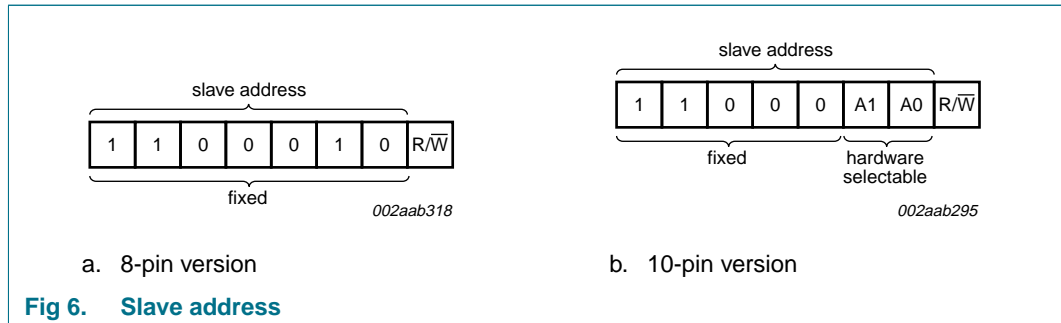 slave address
1 1 0 0 0 1 0 R/W̅
fixed
002aab318
a. 8-pin version
slave address
1 1 0 0 0 A1 A0 R/W̅
fixed
hardware
selectable
002aab295
b. 10-pin version
Fig 6. Slave address